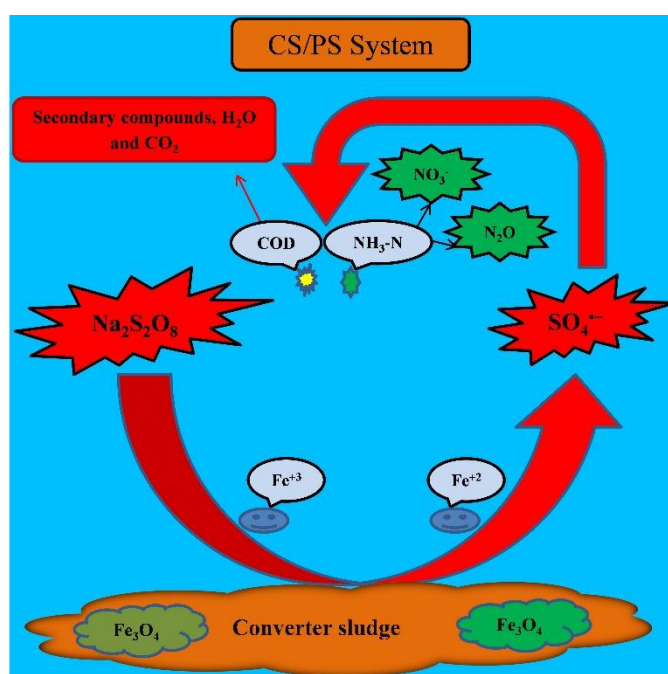 CS/PS System
Secondary compounds, H₂O
and CO₂
NO₃⁻
N₂O
COD
NH₃-N
Na₂S₂O₈
SO₄•−
Fe⁺³
Fe⁺²
Fe₃O₄
Converter sludge
Fe₃O₄